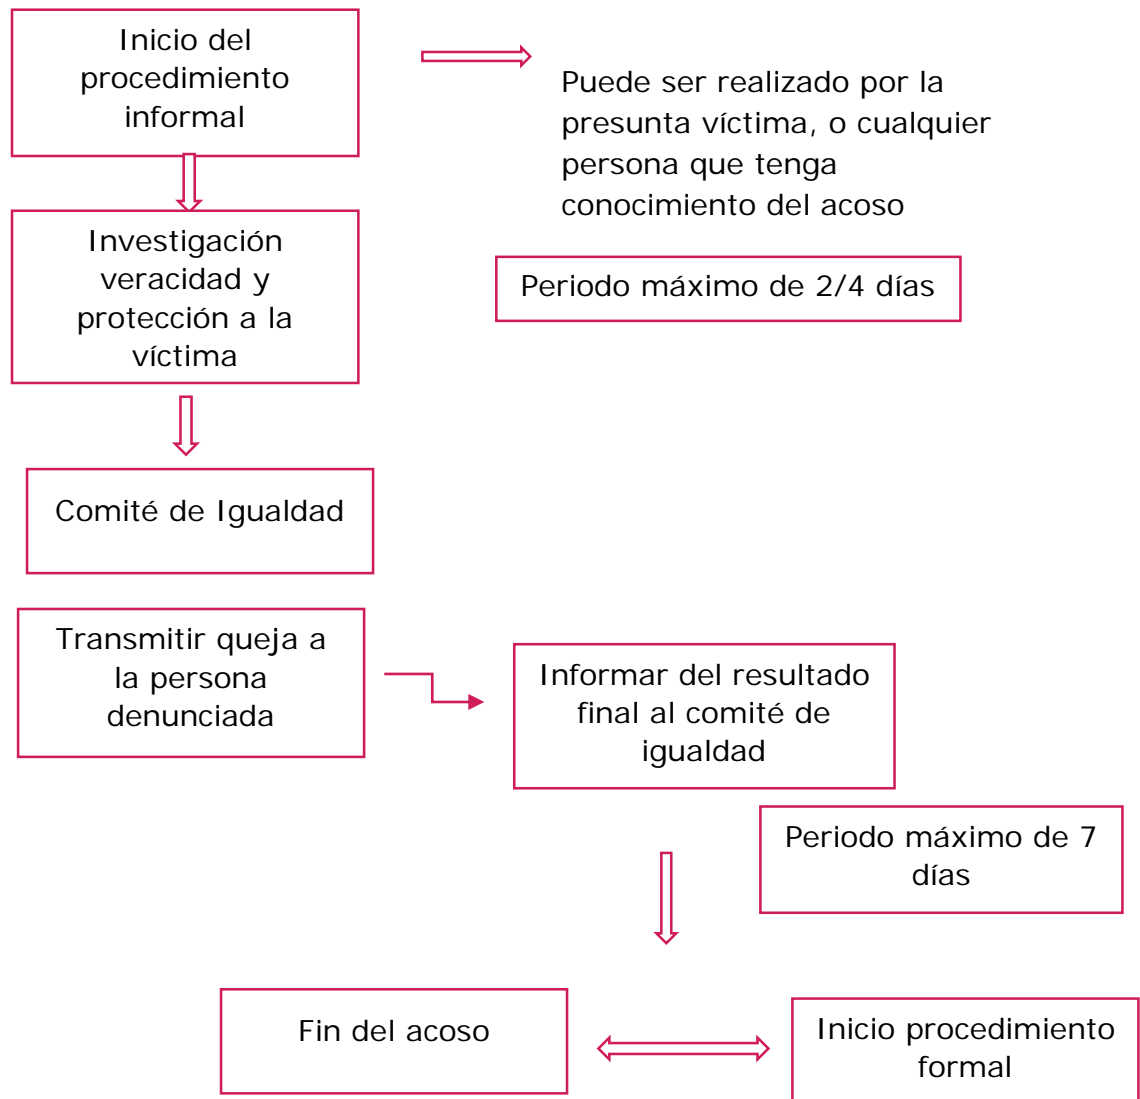 Inicio del
procedimiento
informal
Puede ser realizado por la
presunta víctima, o cualquier
persona que tenga
conocimiento del acoso
Investigación
veracidad y
protección a la
víctima
Periodo máximo de 2/4 días
Comité de Igualdad
Transmitir queja a
la persona
denunciada
Informar del resultado
final al comité de
igualdad
Periodo máximo de 7
días
Fin del acoso
Inicio procedimiento
formal